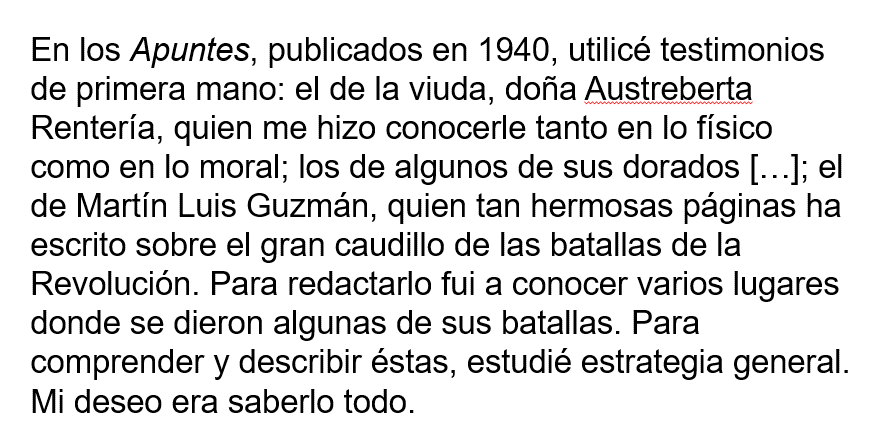 En los Apuntes, publicados en 1940, utilicé testimonios
de primera mano: el de la viuda, doña Austreberta
Rentería, quien me hizo conocerle tanto en lo físico
como en lo moral; los de algunos de sus dorados […]; el
de Martín Luis Guzmán, quien tan hermosas páginas ha
escrito sobre el gran caudillo de las batallas de la
Revolución. Para redactarlo fui a conocer varios lugares
donde se dieron algunas de sus batallas. Para
comprender y describir éstas, estudié estrategia general.
Mi deseo era saberlo todo.